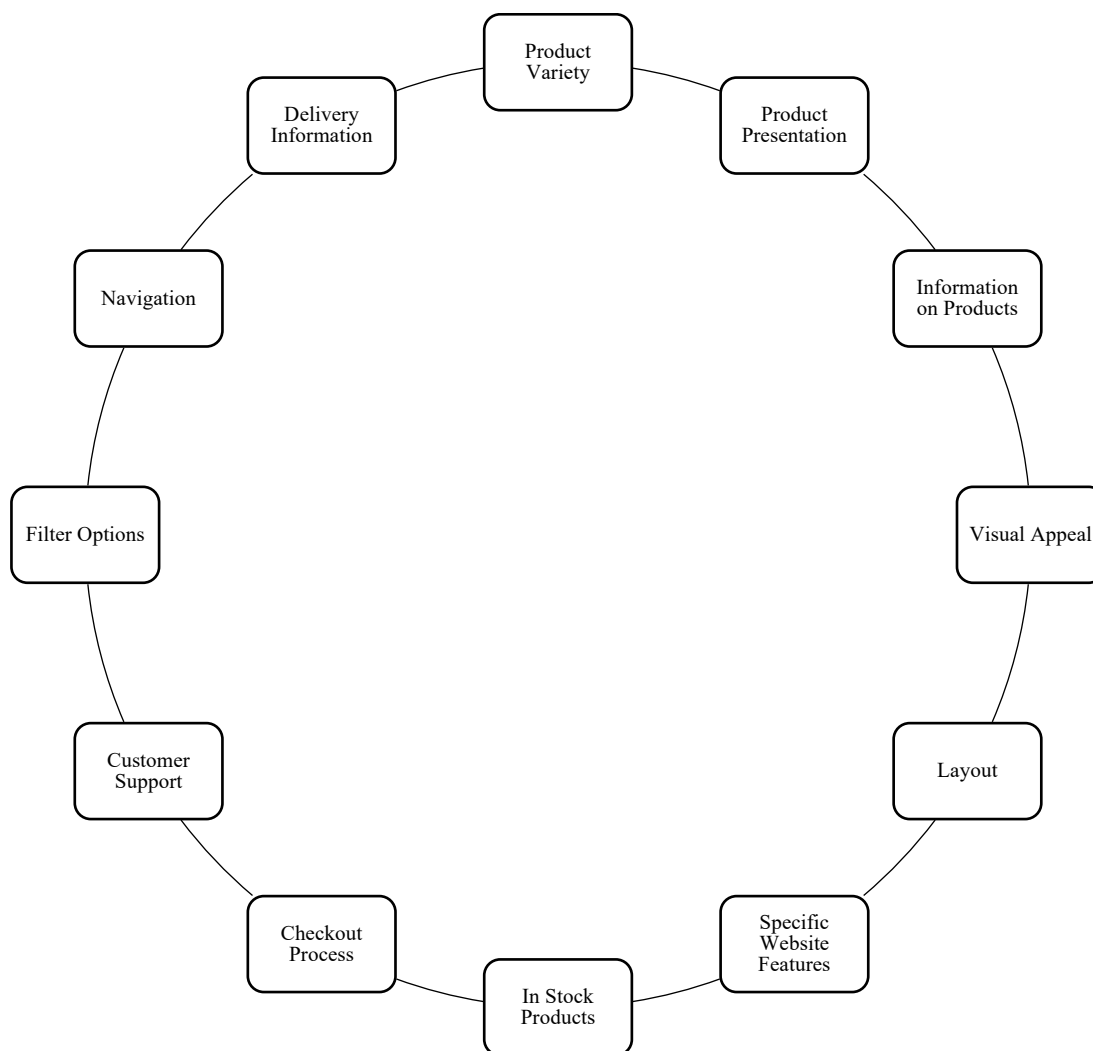 Product
Variety
Product
Presentation
Information
on Products
Visual Appeal
Layout
Specific
Website
Features
In Stock
Products
Checkout
Process
Customer
Support
Filter Options
Navigation
Delivery
Information